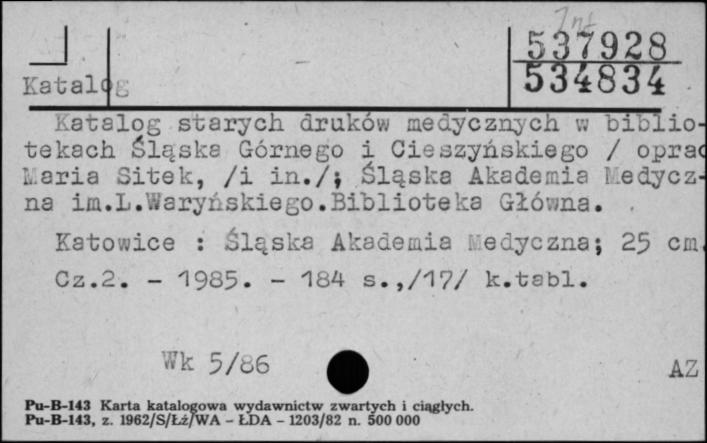 Inf
537928
534834
Katalog
Katalog starych druków medycznych w biblio-
tekach Śląska Górnego i Cieszyńskiego / oprac
Maria Sitek, /i in./; Śląska Akademia Medycz-
na im.L.Waryńskiego.Biblioteka Główna.
Katowice : Śląska Akademia Medyczna; 25 cm.
Cz.2. - 1985. - 184 s.,/17/ k.tabl.
Wk 5/86
AZ
Pu-B-143 Karta katalogowa wydawnictw zwartych i ciągłych.
Pu-B-143, z. 1962/S/Łź/WA - ŁDA - 1203/82 n. 500 000